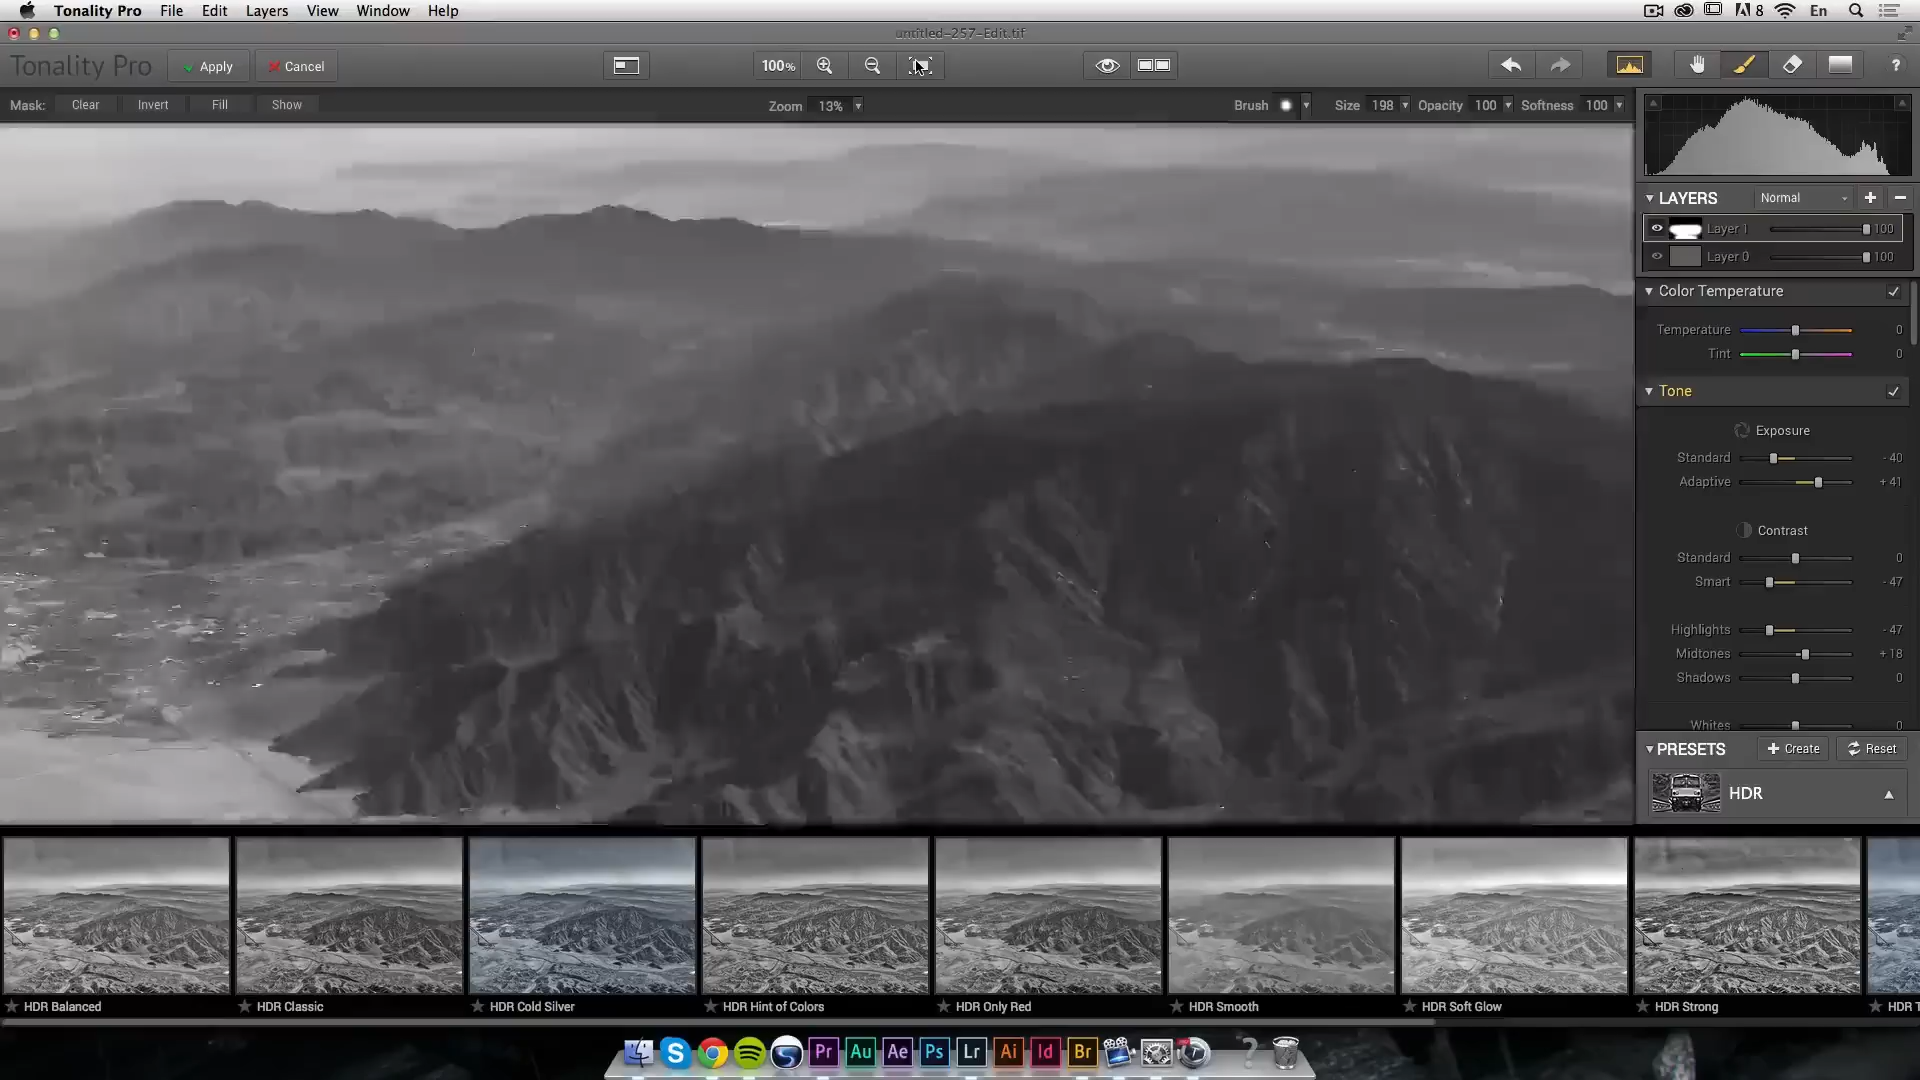 Tonality Pro File Edit Layers View Window Help 8 En
untitled-257-Edit.tif
Tonality Pro Apply Cancel 100% ?
Mask: Clear Invert Fill Show Zoom 13% Brush Size 198 Opacity 100 Softness 100
LAYERS Normal
Layer 1 100
Layer 0 100
Color Temperature
Temperature 0
Tint 0
Tone
Exposure
Standard -40
Adaptive +41
Contrast
Standard 0
Smart -47
Highlights -47
Midtones +18
Shadows 0
Whites 0
PRESETS Create Reset
HDR
HDR Balanced HDR Classic HDR Cold Silver HDR Hint of Colors HDR Only Red HDR Smooth HDR Soft Glow HDR Strong HDR T
Pr Au Ae Ps Lr Ai Id Br ?